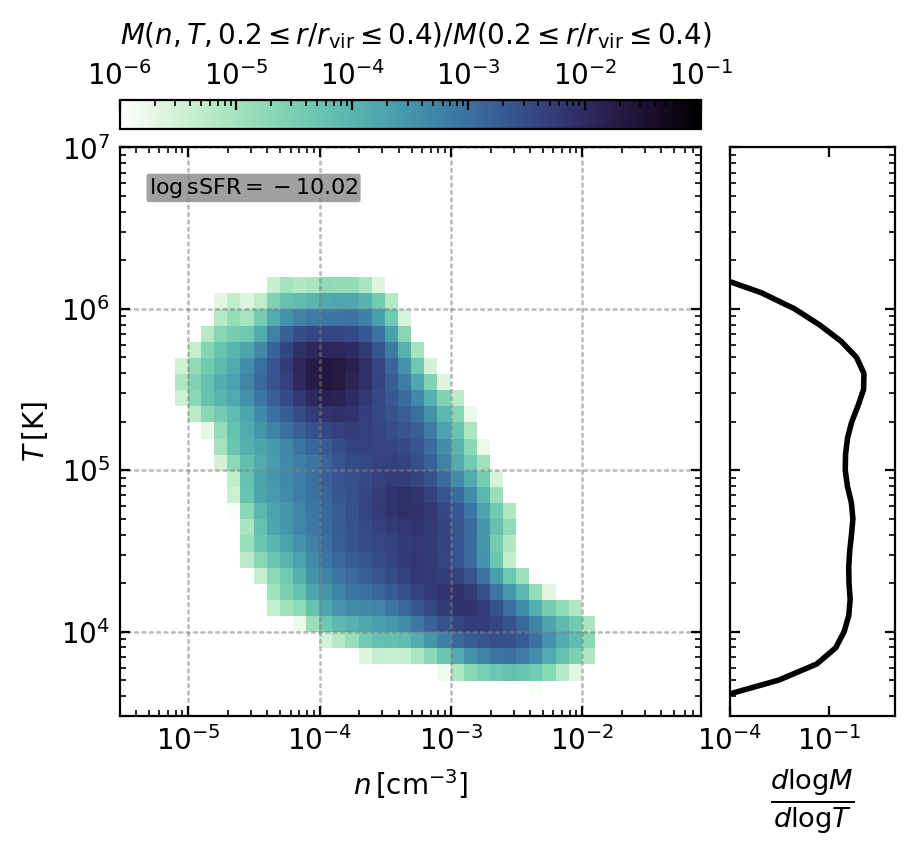 M(n, T, 0.2 ≤ r/r_vir ≤ 0.4)/M(0.2 ≤ r/r_vir ≤ 0.4)
10^−6 10^−5 10^−4 10^−3 10^−2 10^−1
10^7
log sSFR = −10.02
10^6
10^5
10^4
T [K]
10^−5 10^−4 10^−3 10^−2 10^−4 10^−1
n [cm^−3]
dlogM
dlogT